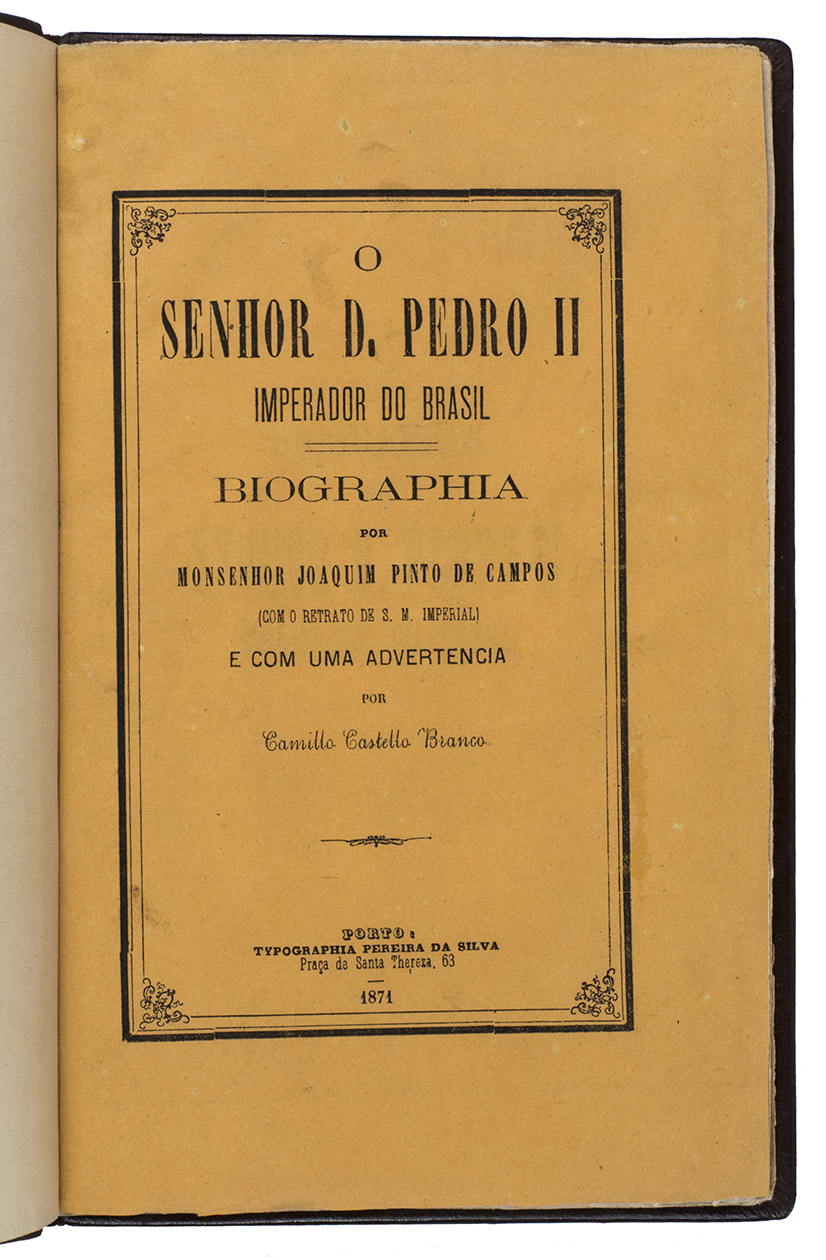 O
SENHOR D. PEDRO II
IMPERADOR DO BRASIL
BIOGRAPHIA
POR
MONSENHOR JOAQUIM PINTO DE CAMPOS
(COM O RETRATO DE S. M. IMPERIAL)
E COM UMA ADVERTENCIA
POR
Camillo Castello Branco
PORTO:
TYPOGRAPHIA PEREIRA DA SILVA
Praça de Santa Thereza, 63
1871